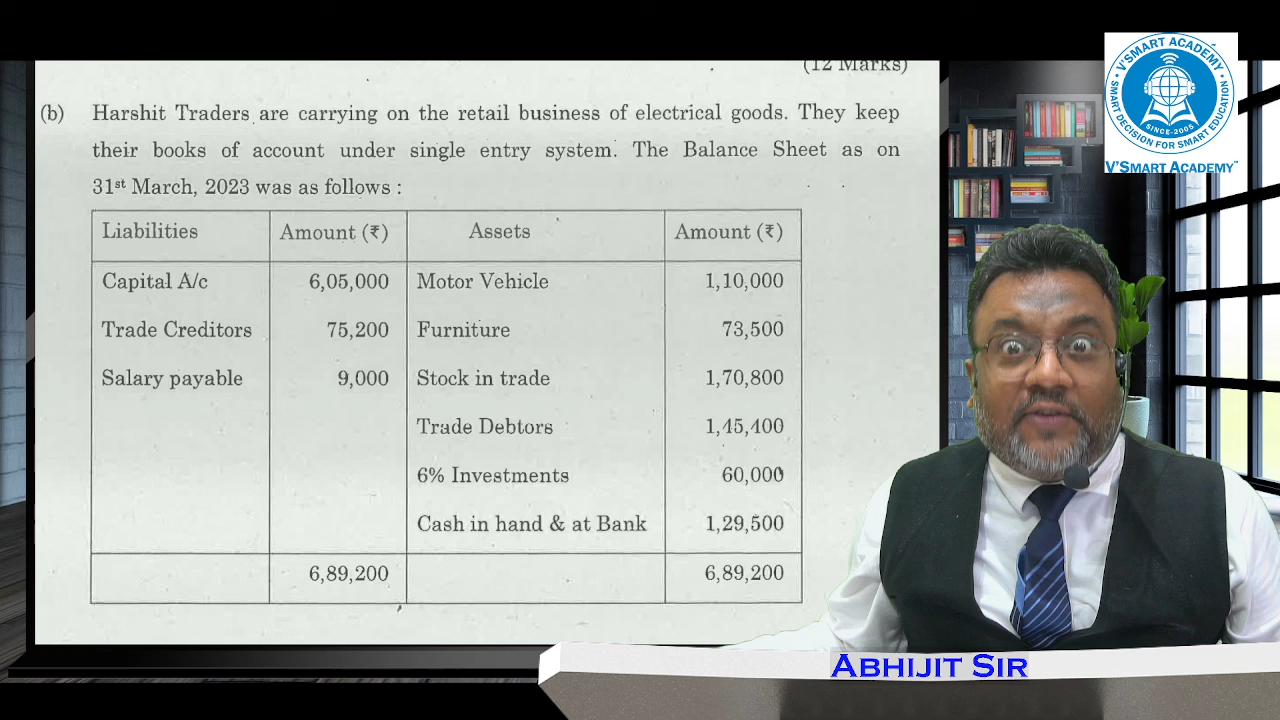 (12 Marks)
(b) Harshit Traders are carrying on the retail business of electrical goods. They keep
their books of account under single entry system. The Balance Sheet as on
31st March, 2023 was as follows :
Liabilities Amount (₹) Assets Amount (₹)
Capital A/c 6,05,000 Motor Vehicle 1,10,000
Trade Creditors 75,200 Furniture 73,500
Salary payable 9,000 Stock in trade 1,70,800
Trade Debtors 1,45,400
6% Investments 60,000
Cash in hand & at Bank 1,29,500
6,89,200 6,89,200
V'SMART ACADEMY
SMART DECISION FOR SMART EDUCATION
SINCE-2005
V'SMART ACADEMY™
ABHIJIT SIR